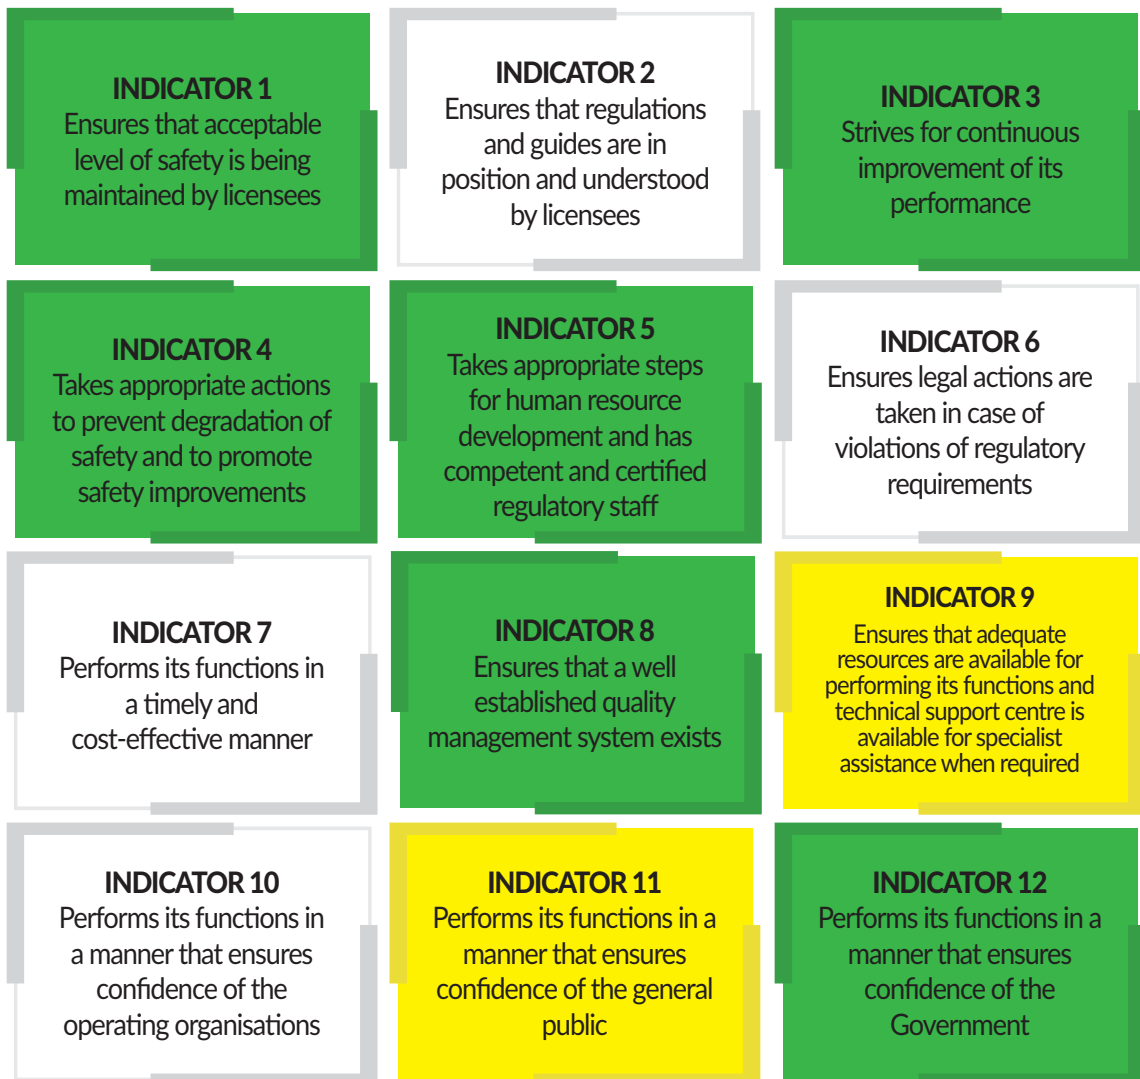 INDICATOR 1
Ensures that acceptable
level of safety is being
maintained by licensees
INDICATOR 2
Ensures that regulations
and guides are in
position and understood
by licensees
INDICATOR 3
Strives for continuous
improvement of its
performance
INDICATOR 4
Takes appropriate actions
to prevent degradation of
safety and to promote
safety improvements
INDICATOR 5
Takes appropriate steps
for human resource
development and has
competent and certified
regulatory staff
INDICATOR 6
Ensures legal actions are
taken in case of
violations of regulatory
requirements
INDICATOR 7
Performs its functions in
a timely and
cost-effective manner
INDICATOR 8
Ensures that a well
established quality
management system exists
INDICATOR 9
Ensures that adequate
resources are available for
performing its functions and
technical support centre is
available for specialist
assistance when required
INDICATOR 10
Performs its functions in
a manner that ensures
confidence of the
operating organisations
INDICATOR 11
Performs its functions in a
manner that ensures
confidence of the general
public
INDICATOR 12
Performs its functions in a
manner that ensures
confidence of the
Government